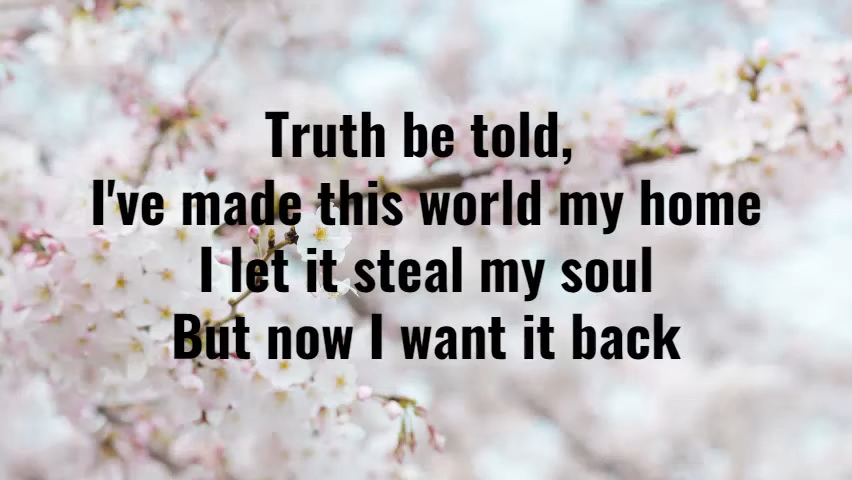 Truth be told,
I've made this world my home
I let it steal my soul
But now I want it back